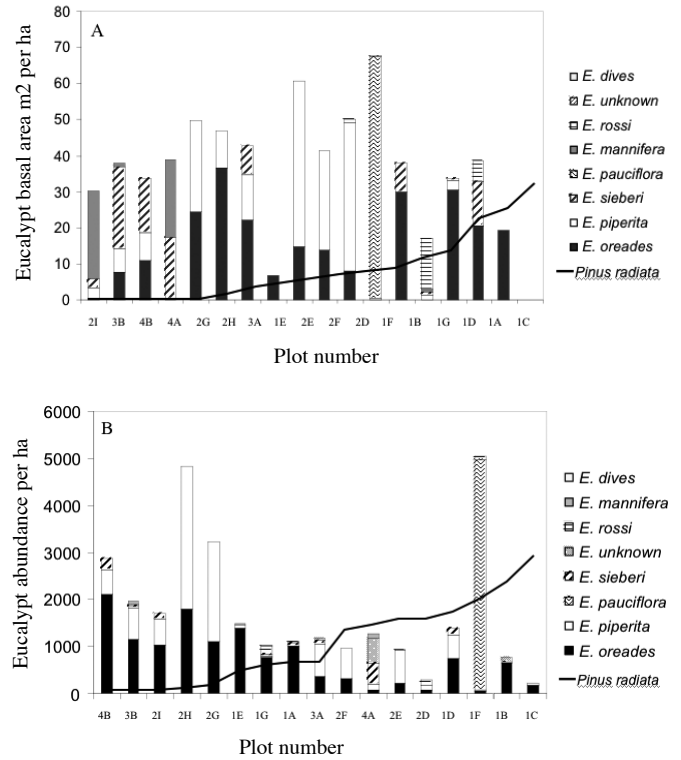 A
Eucalypt basal area m2 per ha
80
70
60
50
40
30
20
10
0
2I 3B 4B 4A 2G 2H 3A 1E 2E 2F 2D 1F 1B 1G 1D 1A 1C
Plot number
E. dives
E. unknown
E. rossi
E. mannifera
E. pauciflora
E. sieberi
E. piperita
E. oreades
Pinus radiata
B
Eucalypt abundance per ha
6000
5000
4000
3000
2000
1000
0
4B 3B 2I 2H 2G 1E 1G 1A 3A 2F 4A 2E 2D 1D 1F 1B 1C
Plot number
E. dives
E. mannifera
E. rossi
E. unknown
E. sieberi
E. pauciflora
E. piperita
E. oreades
Pinus radiata